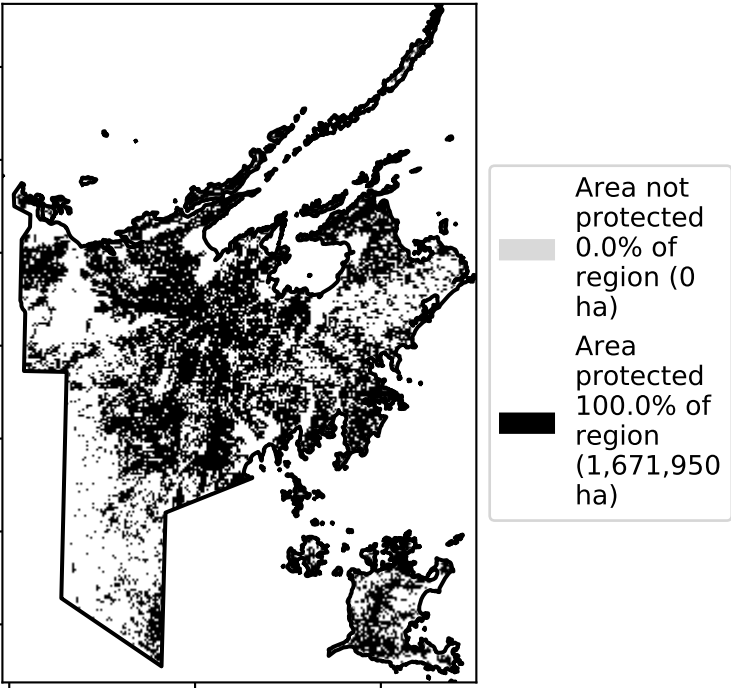 Area not
protected
0.0% of
region (0
ha)
Area
protected
100.0% of
region
(1,671,950
ha)